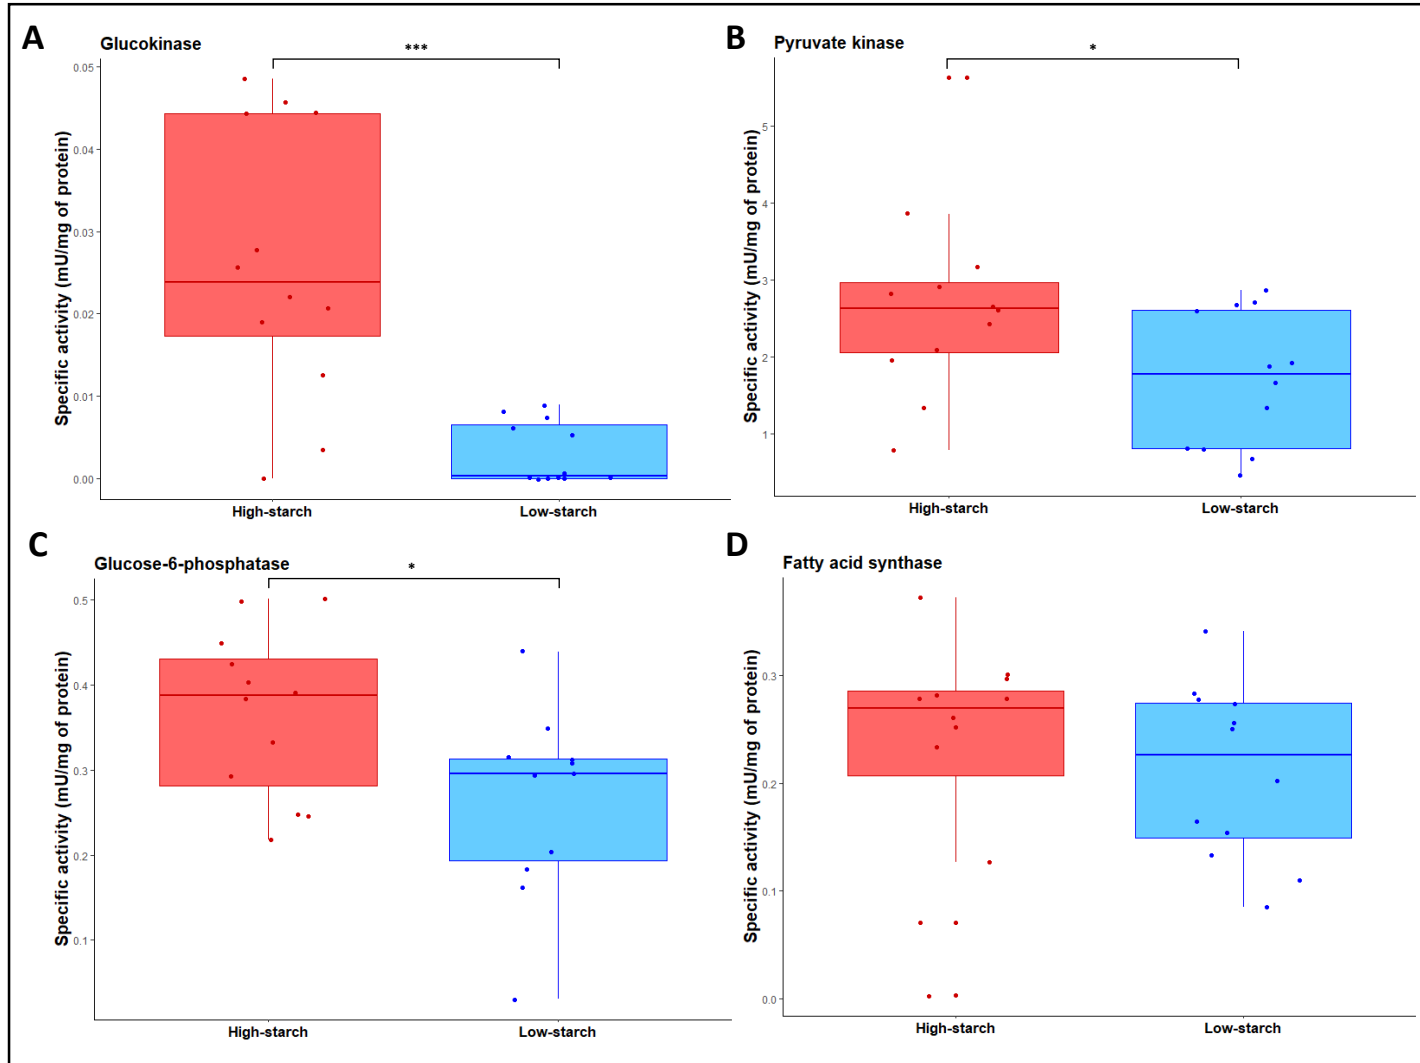 A
Glucokinase
***
Specific activity (mU/mg of protein)
0.05
0.04
0.03
0.02
0.01
0.00
High-starch
Low-starch
B
Pyruvate kinase
*
Specific activity (mU/mg of protein)
5
4
3
2
1
High-starch
Low-starch
C
Glucose-6-phosphatase
*
Specific activity (mU/mg of protein)
0.5
0.4
0.3
0.2
0.1
High-starch
Low-starch
D
Fatty acid synthase
Specific activity (mU/mg of protein)
0.3
0.2
0.1
0.0
High-starch
Low-starch